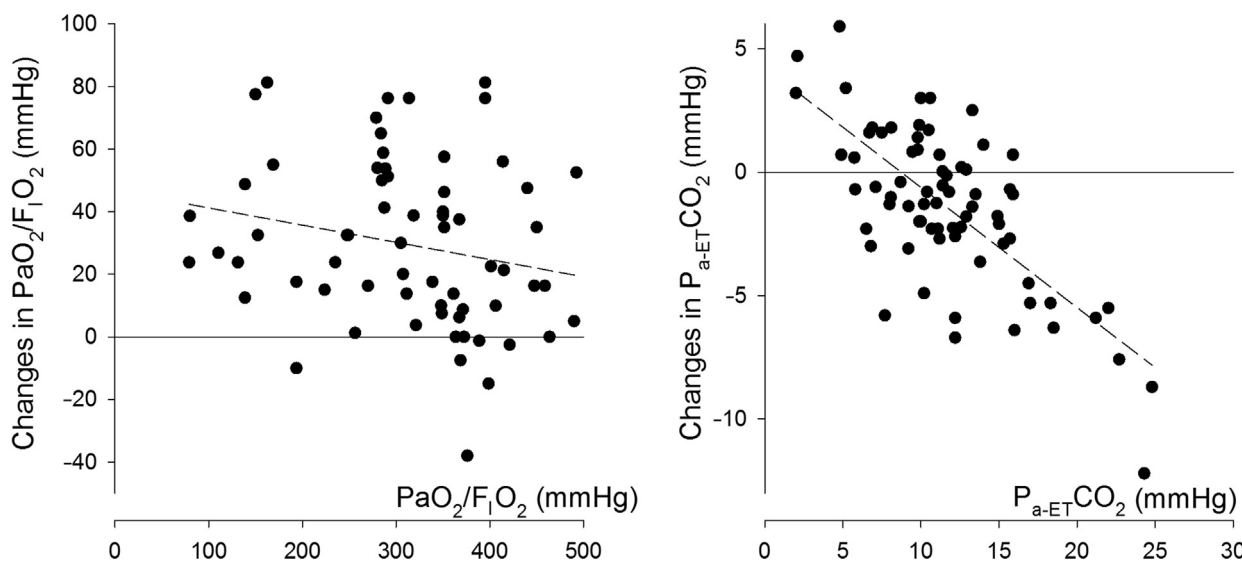 Changes in PaO2/FIO2 (mmHg)
100
80
60
40
20
0
-20
-40
PaO2/FIO2 (mmHg)
0 100 200 300 400 500
Changes in Pa-ETCO2 (mmHg)
5
0
-5
-10
Pa-ETCO2 (mmHg)
0 5 10 15 20 25 30